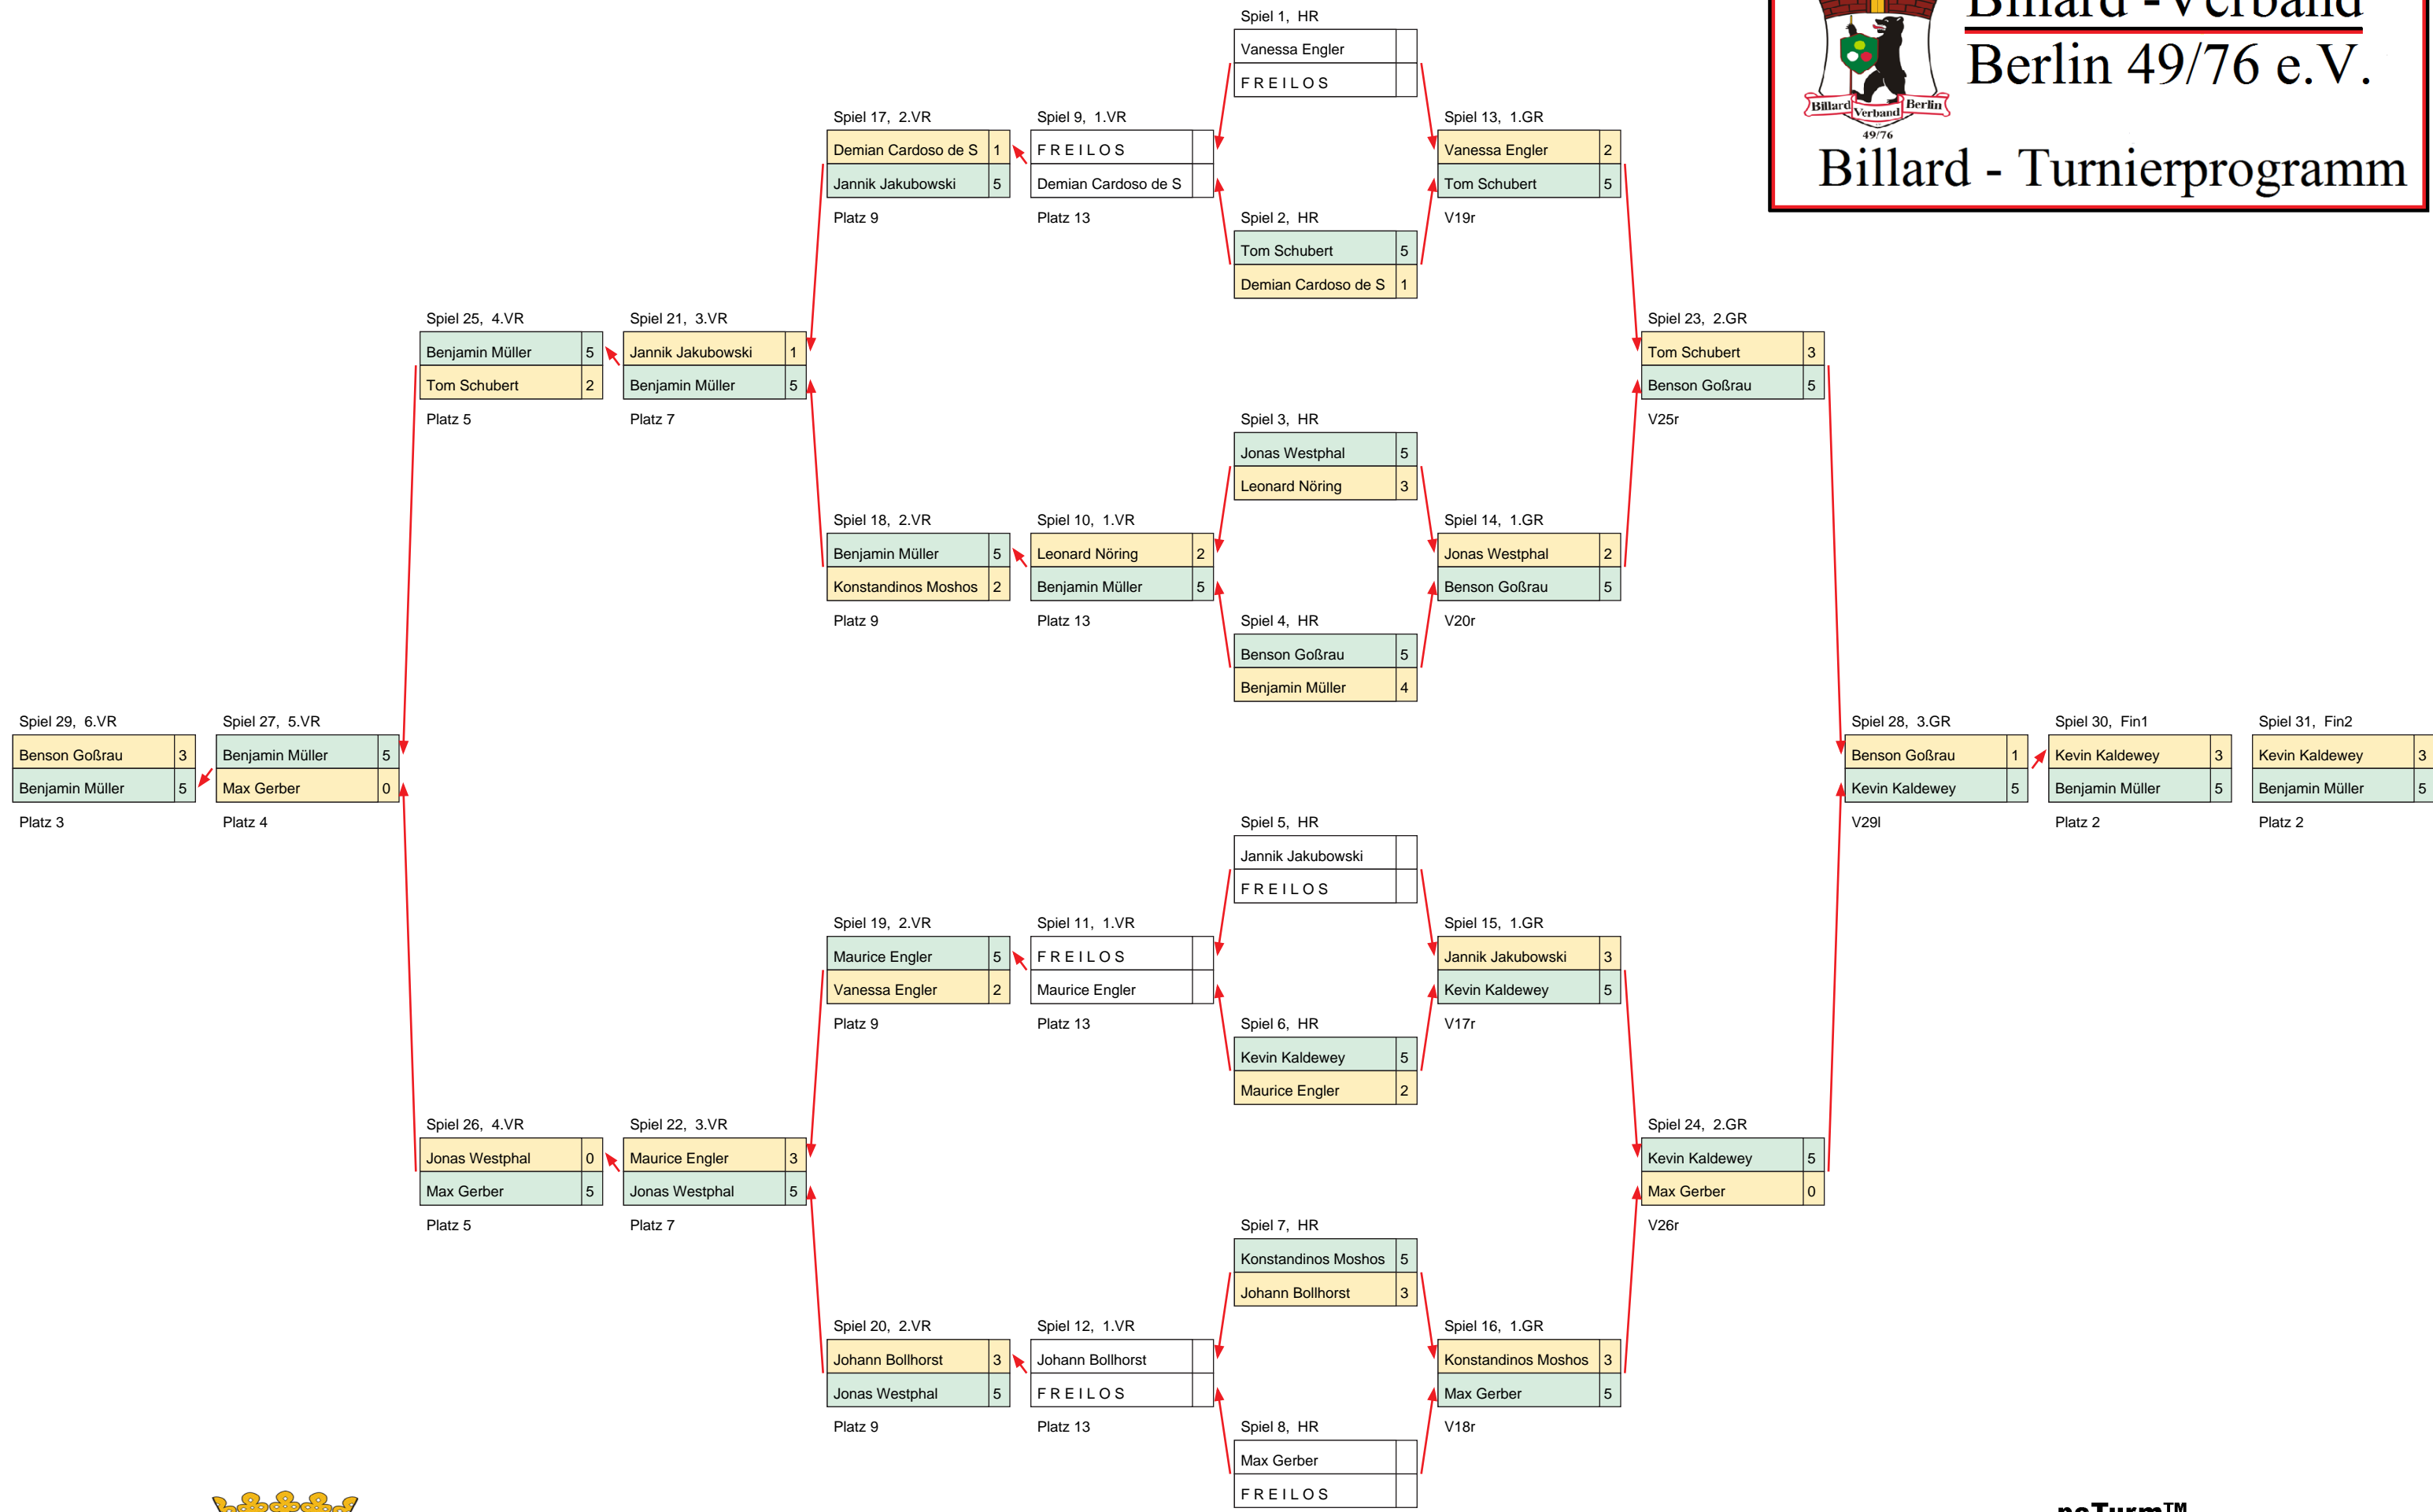 Billard -Verband
Berlin 49/76 e.V.
Billard Verband Berlin
49/76
Billard - Turnierprogramm
Spiel 1, HR
Vanessa Engler
F R E I L O S
Spiel 17, 2.VR
Demian Cardoso de S 1
Jannik Jakubowski 5
Platz 9
Spiel 9, 1.VR
F R E I L O S
Demian Cardoso de S
Platz 13
Spiel 13, 1.GR
Vanessa Engler 2
Tom Schubert 5
V19r
Spiel 2, HR
Tom Schubert 5
Demian Cardoso de S 1
Spiel 25, 4.VR
Benjamin Müller 5
Tom Schubert 2
Platz 5
Spiel 21, 3.VR
Jannik Jakubowski 1
Benjamin Müller 5
Platz 7
Spiel 23, 2.GR
Tom Schubert 3
Benson Goßrau 5
V25r
Spiel 3, HR
Jonas Westphal 5
Leonard Nöring 3
Spiel 18, 2.VR
Benjamin Müller 5
Konstandinos Moshos 2
Platz 9
Spiel 10, 1.VR
Leonard Nöring 2
Benjamin Müller 5
Platz 13
Spiel 14, 1.GR
Jonas Westphal 2
Benson Goßrau 5
V20r
Spiel 4, HR
Benson Goßrau 5
Benjamin Müller 4
Spiel 29, 6.VR
Benson Goßrau 3
Benjamin Müller 5
Platz 3
Spiel 27, 5.VR
Benjamin Müller 5
Max Gerber 0
Platz 4
Spiel 28, 3.GR
Benson Goßrau 1
Kevin Kaldewey 5
V29l
Spiel 30, Fin1
Kevin Kaldewey 3
Benjamin Müller 5
Platz 2
Spiel 31, Fin2
Kevin Kaldewey 3
Benjamin Müller 5
Platz 2
Spiel 5, HR
Jannik Jakubowski
F R E I L O S
Spiel 19, 2.VR
Maurice Engler 5
Vanessa Engler 2
Platz 9
Spiel 11, 1.VR
F R E I L O S
Maurice Engler
Platz 13
Spiel 15, 1.GR
Jannik Jakubowski 3
Kevin Kaldewey 5
V17r
Spiel 6, HR
Kevin Kaldewey 5
Maurice Engler 2
Spiel 26, 4.VR
Jonas Westphal 0
Max Gerber 5
Platz 5
Spiel 22, 3.VR
Maurice Engler 3
Jonas Westphal 5
Platz 7
Spiel 24, 2.GR
Kevin Kaldewey 5
Max Gerber 0
V26r
Spiel 7, HR
Konstandinos Moshos 5
Johann Bollhorst 3
Spiel 20, 2.VR
Johann Bollhorst 3
Jonas Westphal 5
Platz 9
Spiel 12, 1.VR
Johann Bollhorst
F R E I L O S
Platz 13
Spiel 16, 1.GR
Konstandinos Moshos 3
Max Gerber 5
V18r
Spiel 8, HR
Max Gerber
F R E I L O S